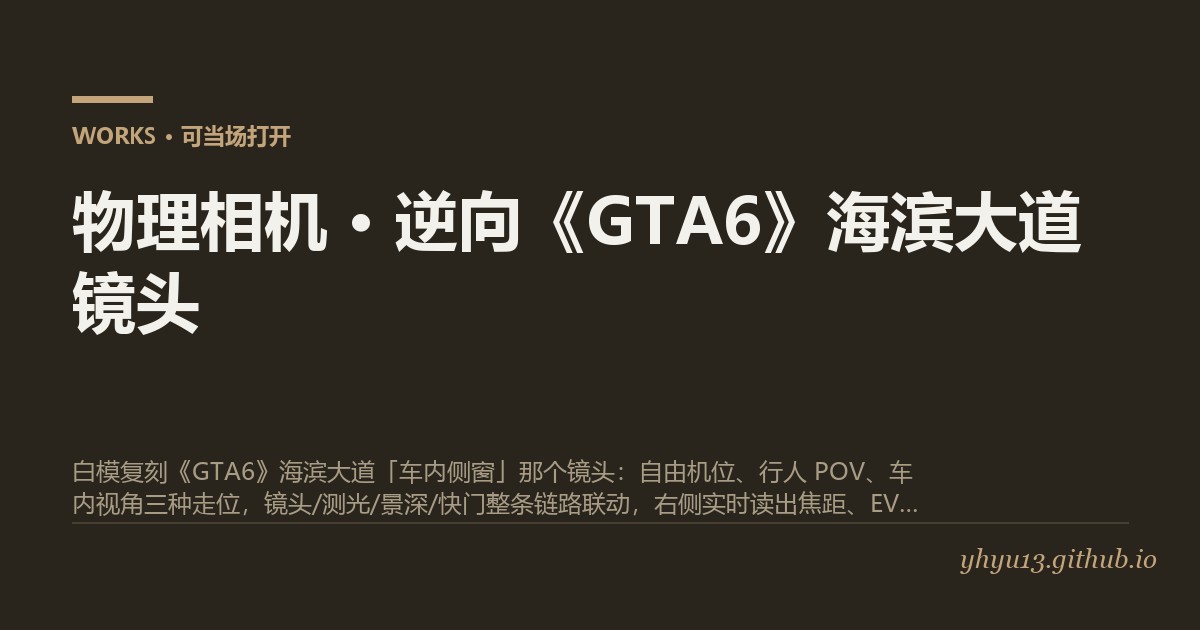 WORKS · 可当场打开
物理相机 · 逆向《GTA6》海滨大道
镜头
白模复刻《GTA6》海滨大道「车内侧窗」那个镜头：自由机位、行人 POV、车
内视角三种走位，镜头/测光/景深/快门整条链路联动，右侧实时读出焦距、EV…
yhyu13.github.io